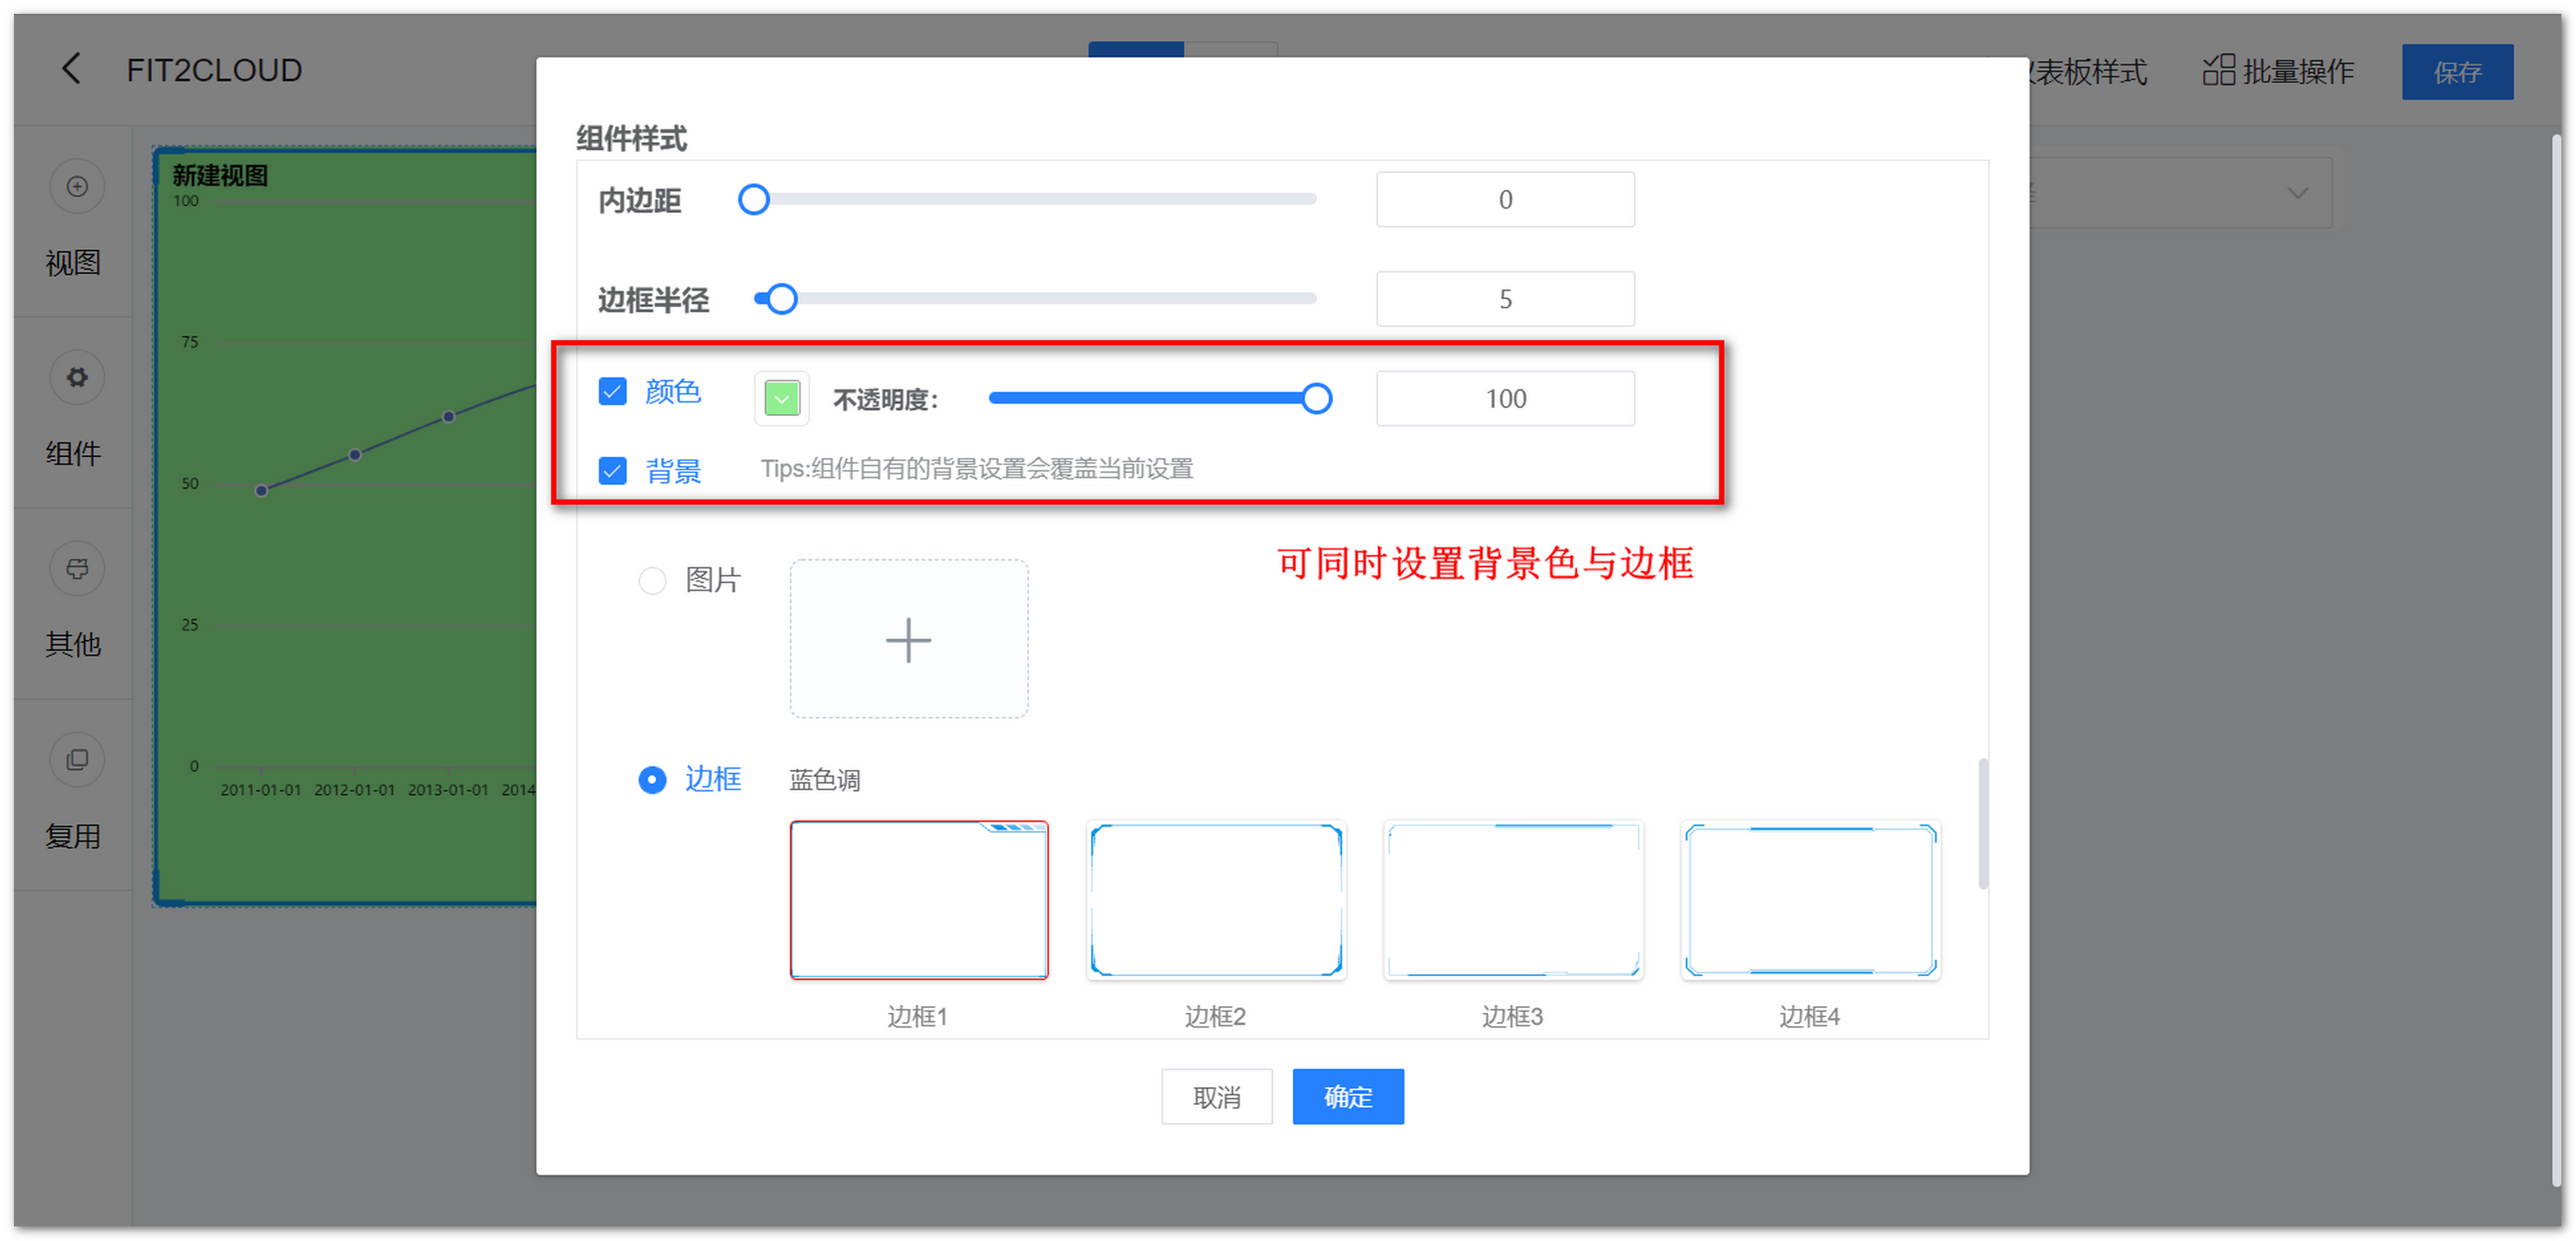 FIT2CLOUD
表板样式
批量操作
保存
视图
组件
其他
复用
新建视图
100
75
50
25
0
2011-01-01
2012-01-01
2013-01-01
2014
组件样式
内边距
0
边框半径
5
颜色
不透明度:
100
背景
Tips:组件自有的背景设置会覆盖当前设置
可同时设置背景色与边框
图片
边框
蓝色调
边框1
边框2
边框3
边框4
取消
确定